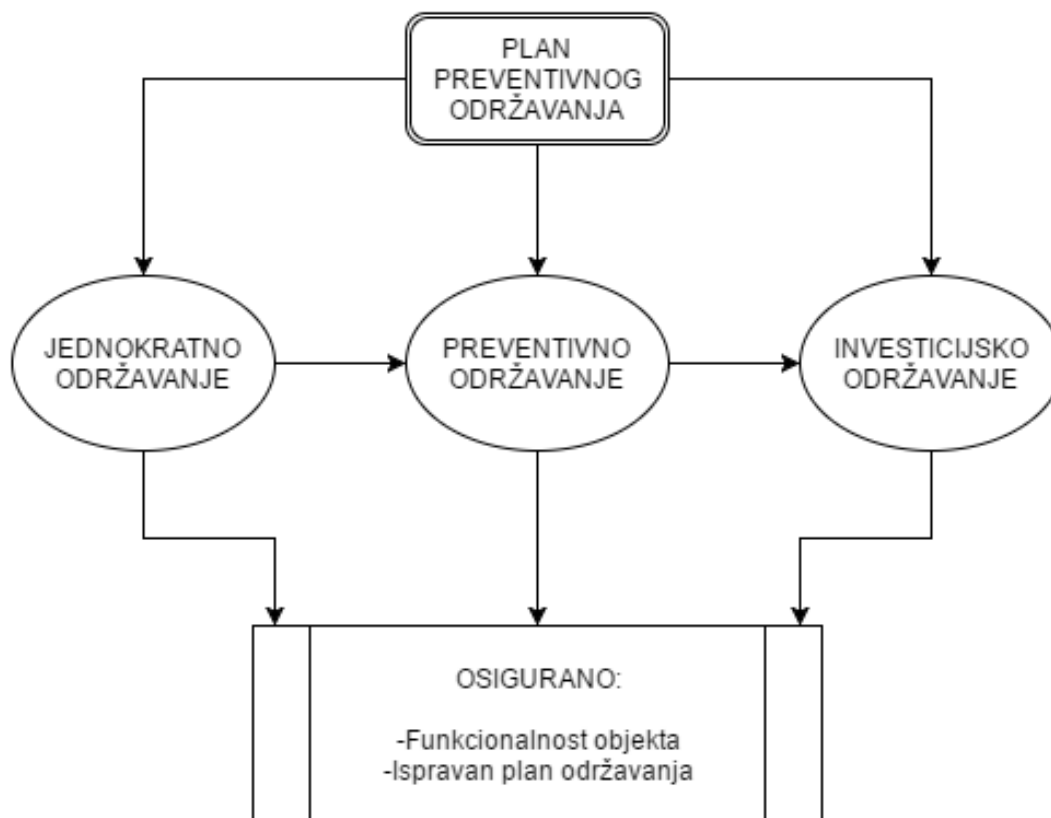 PLAN
PREVENTIVNOG
ODRŽAVANJA
JEDNOKRATNO
ODRŽAVANJE
PREVENTIVNO
ODRŽAVANJE
INVESTICIJSKO
ODRŽAVANJE
OSIGURANO:
-Funkcionalnost objekta
-Ispravan plan održavanja